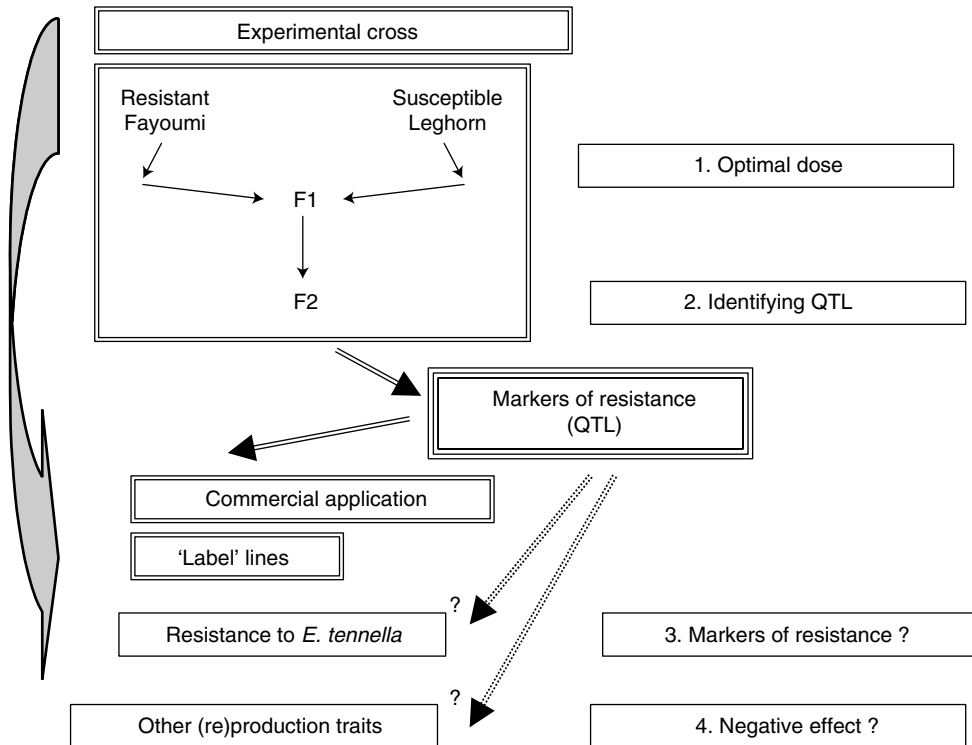 Experimental cross
Resistant
Fayoumi
Susceptible
Leghorn
1. Optimal dose
F1
F2
2. Identifying QTL
Markers of resistance
(QTL)
Commercial application
‘Label’ lines
?
Resistance to E. tennella
3. Markers of resistance ?
?
Other (re)production traits
4. Negative effect ?